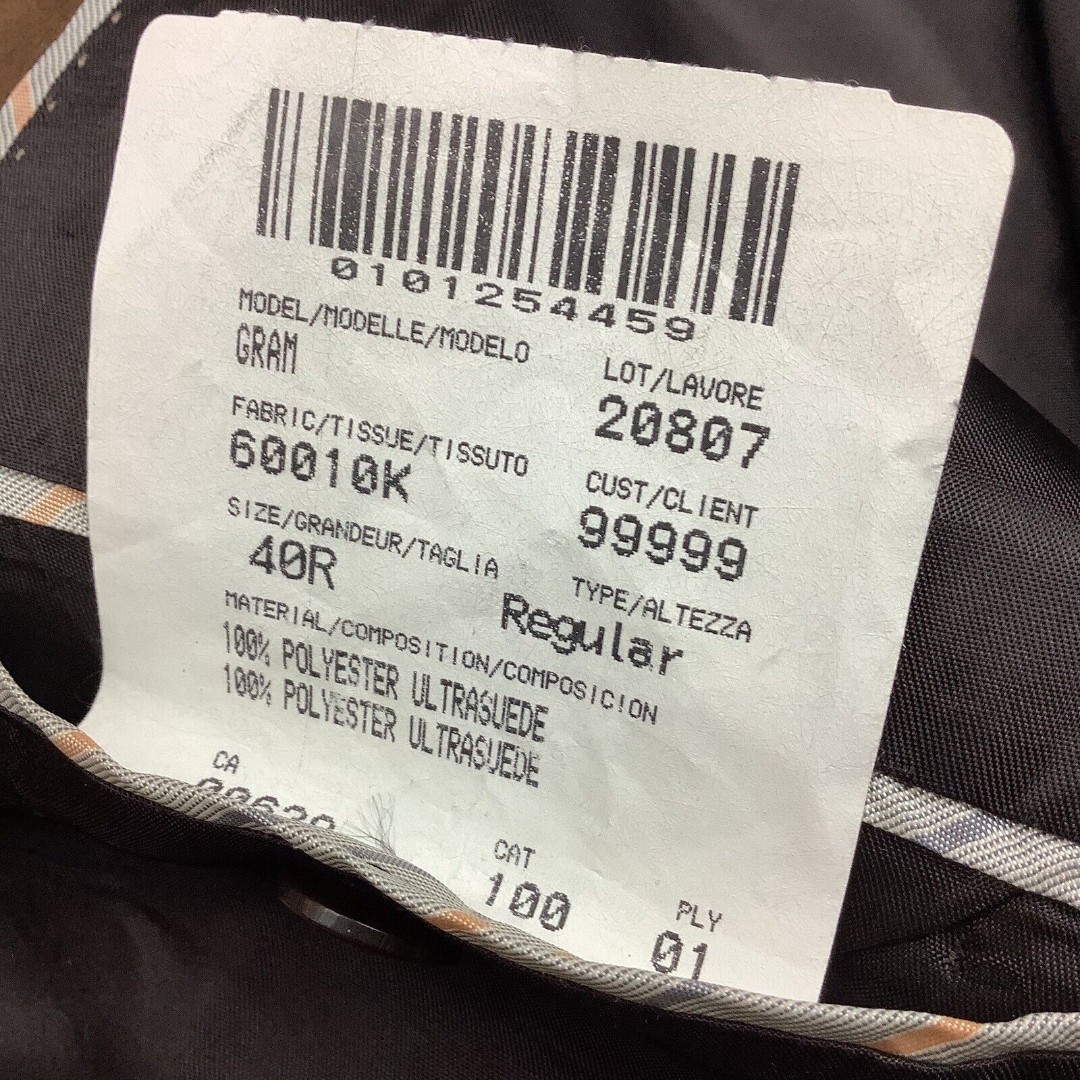 0101254459
MODEL/MODELLE/MODELO
GRAM
LOT/LAVORE
20807
FABRIC/TISSUE/TISSUTO
60010K
CUST/CLIENT
99999
SIZE/GRANDEUR/TAGLIA
40R
TYPE/ALTEZZA
Regular
MATERIAL/COMPOSITION/COMPOSICION
100% POLYESTER ULTRASUEDE
100% POLYESTER ULTRASUEDE
CA
CAT
100
PLY
01